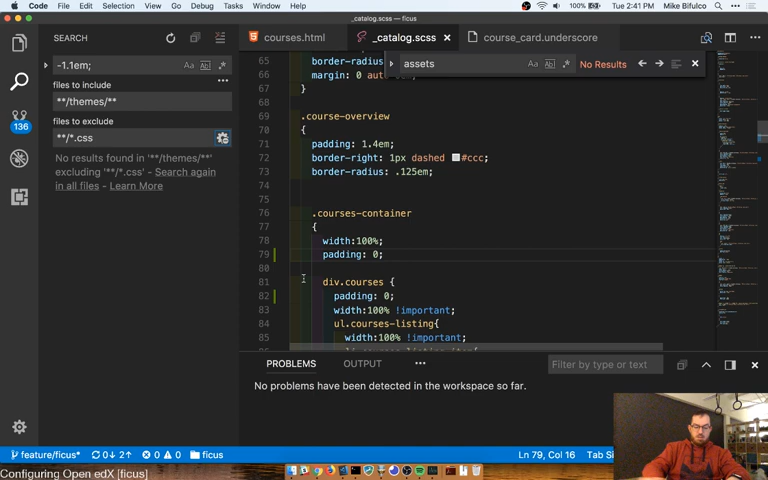 Code File Edit Selection View Go Debug Tasks Window Help 100% Tue 2:41 PM Mike Bifulco
_catalog.scss — ficus
SEARCH
-1.1em;
Aa Ab| .*
files to include
**/themes/**
files to exclude
**/*.css
No results found in '**/themes/**'
excluding '**/*.css' - Search again
in all files - Learn More
136
courses.html
_catalog.scss ×
course_card.underscore
assets Aa Ab| .* No Results
65 border-radius
66 margin: 0 aut
67 }
68
69 .course-overview
70 {
71 padding: 1.4em;
72 border-right: 1px dashed #ccc;
73 border-radius: .125em;
74
75
76 .courses-container
77 {
78 width:100%;
79 padding: 0;
80
81 div.courses {
82 padding: 0;
83 width:100% !important;
84 ul.courses-listing{
85 width:100% !important;
PROBLEMS OUTPUT ••• Filter by type or text
No problems have been detected in the workspace so far.
feature/ficus* 0↓ 2↑ 0 0 ficus Ln 79, Col 16 Tab
Configuring Open edX [ficus]